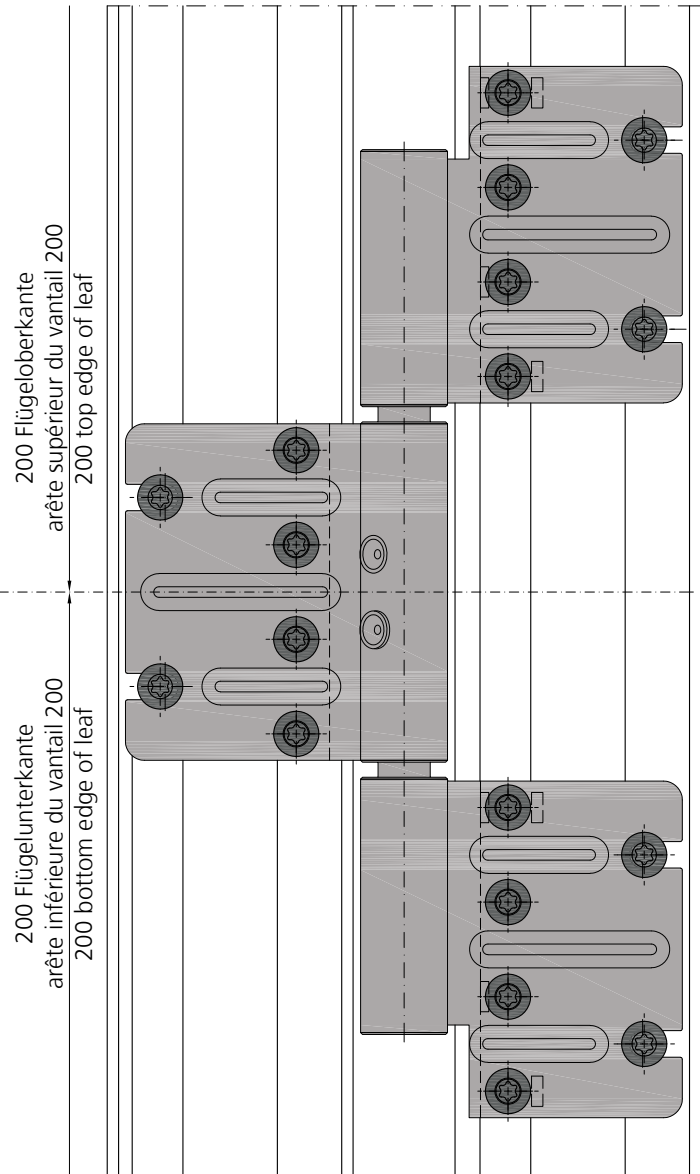 200 Flügeloberkante
arête supérieur du vantail 200
200 top edge of leaf
200 Flügelunterkante
arête inférieure du vantail 200
200 bottom edge of leaf